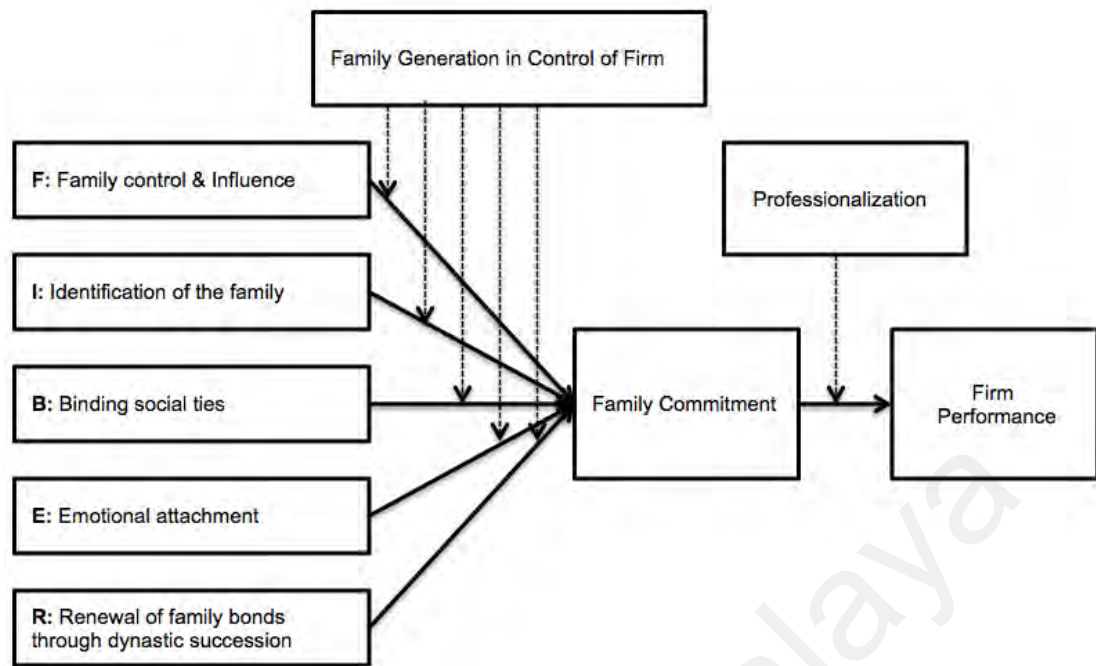 Family Generation in Control of Firm
F: Family control & Influence
Professionalization
I: Identification of the family
B: Binding social ties
Family Commitment
Firm
Performance
E: Emotional attachment
R: Renewal of family bonds
through dynastic succession